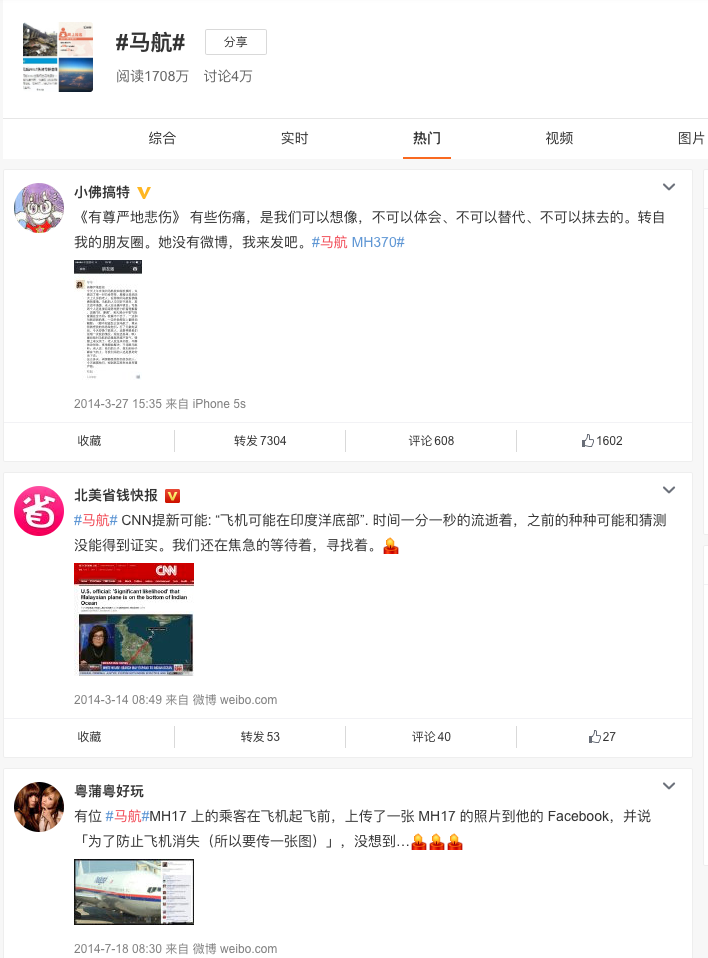 #马航#
分享
阅读1708万 讨论4万
综合 实时 热门 视频 图片
小佛搞特
《有尊严地悲伤》 有些伤痛，是我们可以想像，不可以体会、不可以替代、不可以抹去的。转自
我的朋友圈。她没有微博，我来发吧。#马航 MH370#
2014-3-27 15:35 来自 iPhone 5s
收藏 转发 7304 评论 608 1602
省
北美省钱快报
#马航# CNN提新可能: “飞机可能在印度洋底部”. 时间一分一秒的流逝着，之前的种种可能和猜测
没能得到证实。我们还在焦急的等待着，寻找着。
CNN
U.S. official: 'Significant likelihood' that
Malaysian plane is on the bottom of Indian
Ocean
2014-3-14 08:49 来自 微博 weibo.com
收藏 转发 53 评论 40 27
粤蒲粤好玩
有位 #马航#MH17 上的乘客在飞机起飞前，上传了一张 MH17 的照片到他的 Facebook，并说
「为了防止飞机消失（所以要传一张图）」，没想到…
2014-7-18 08:30 来自 微博 weibo.com